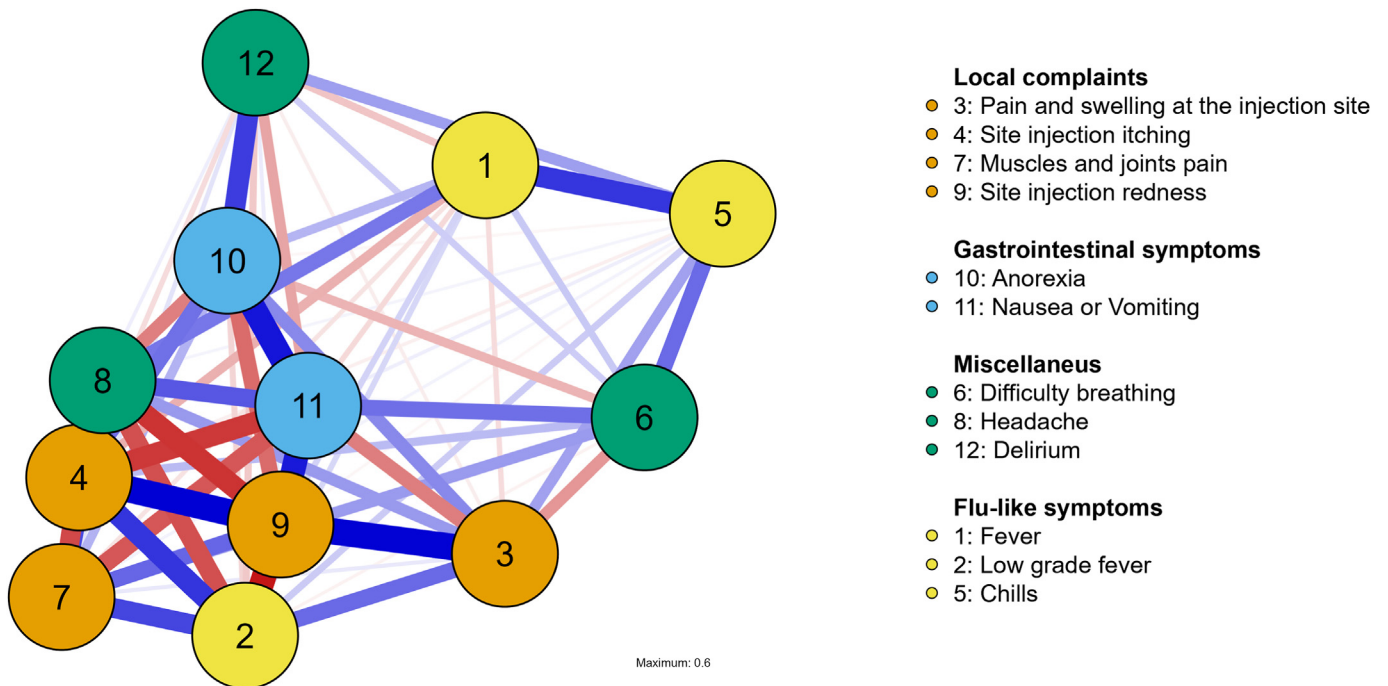 12
1
5
10
8
11
6
4
9
3
7
2
Maximum: 0.6
Local complaints
3: Pain and swelling at the injection site
4: Site injection itching
7: Muscles and joints pain
9: Site injection redness
Gastrointestinal symptoms
10: Anorexia
11: Nausea or Vomiting
Miscellaneus
6: Difficulty breathing
8: Headache
12: Delirium
Flu-like symptoms
1: Fever
2: Low grade fever
5: Chills